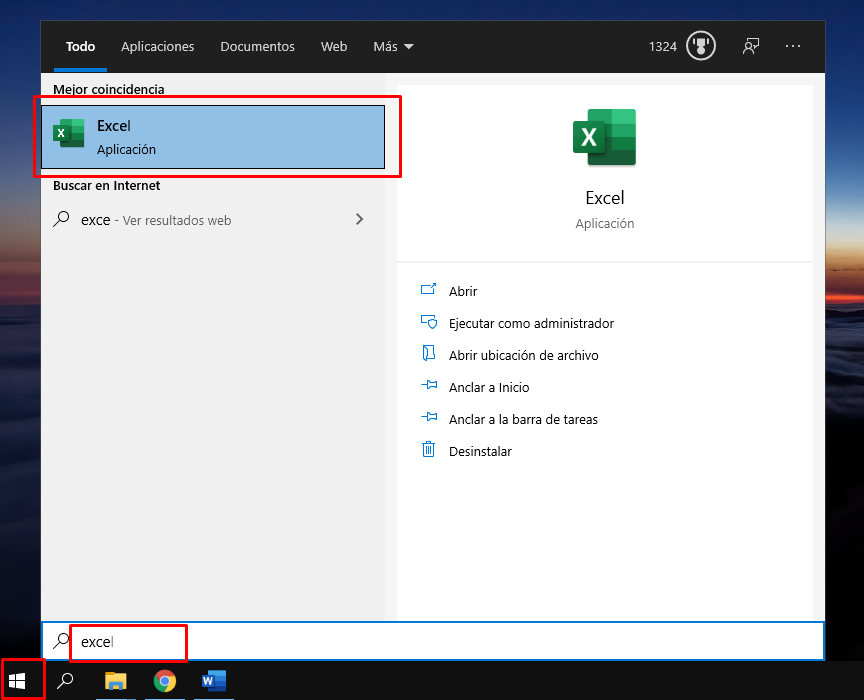 Todo Aplicaciones Documentos Web Más 1324 ...
Mejor coincidencia
Excel
Aplicación
Buscar en Internet
exce - Ver resultados web
Excel
Aplicación
Abrir
Ejecutar como administrador
Abrir ubicación de archivo
Anclar a Inicio
Anclar a la barra de tareas
Desinstalar
excel